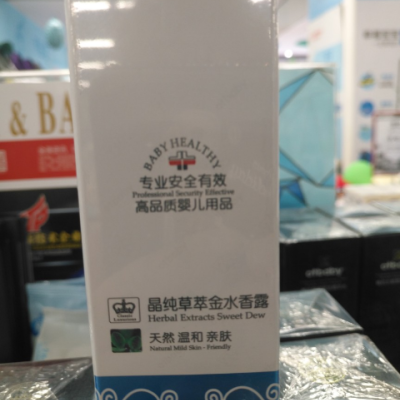 BABY HEALTHY
专业安全有效
Professional Security Effective
高品质婴儿用品
晶纯草萃金水香露
Herbal Extracts Sweet Dew
天然 温和 亲肤
Natural Mild Skin - Friendly
& BA